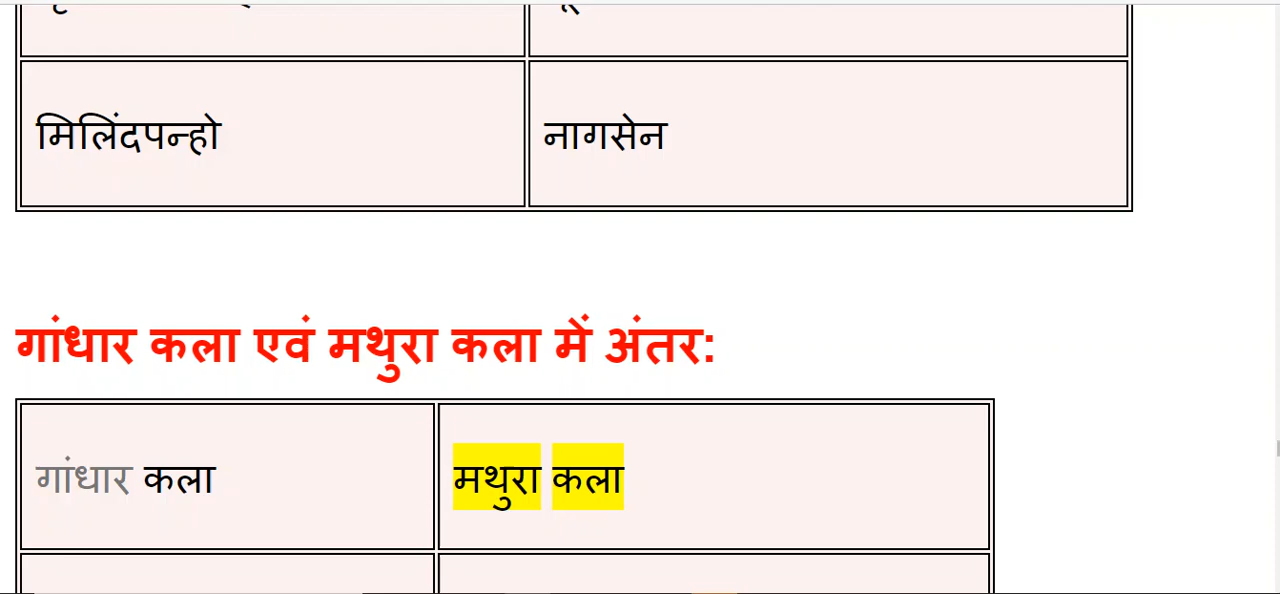 मिलिंदपन्हो नागसेन
गांधार कला एवं मथुरा कला में अंतर:
गांधार कला मथुरा कला